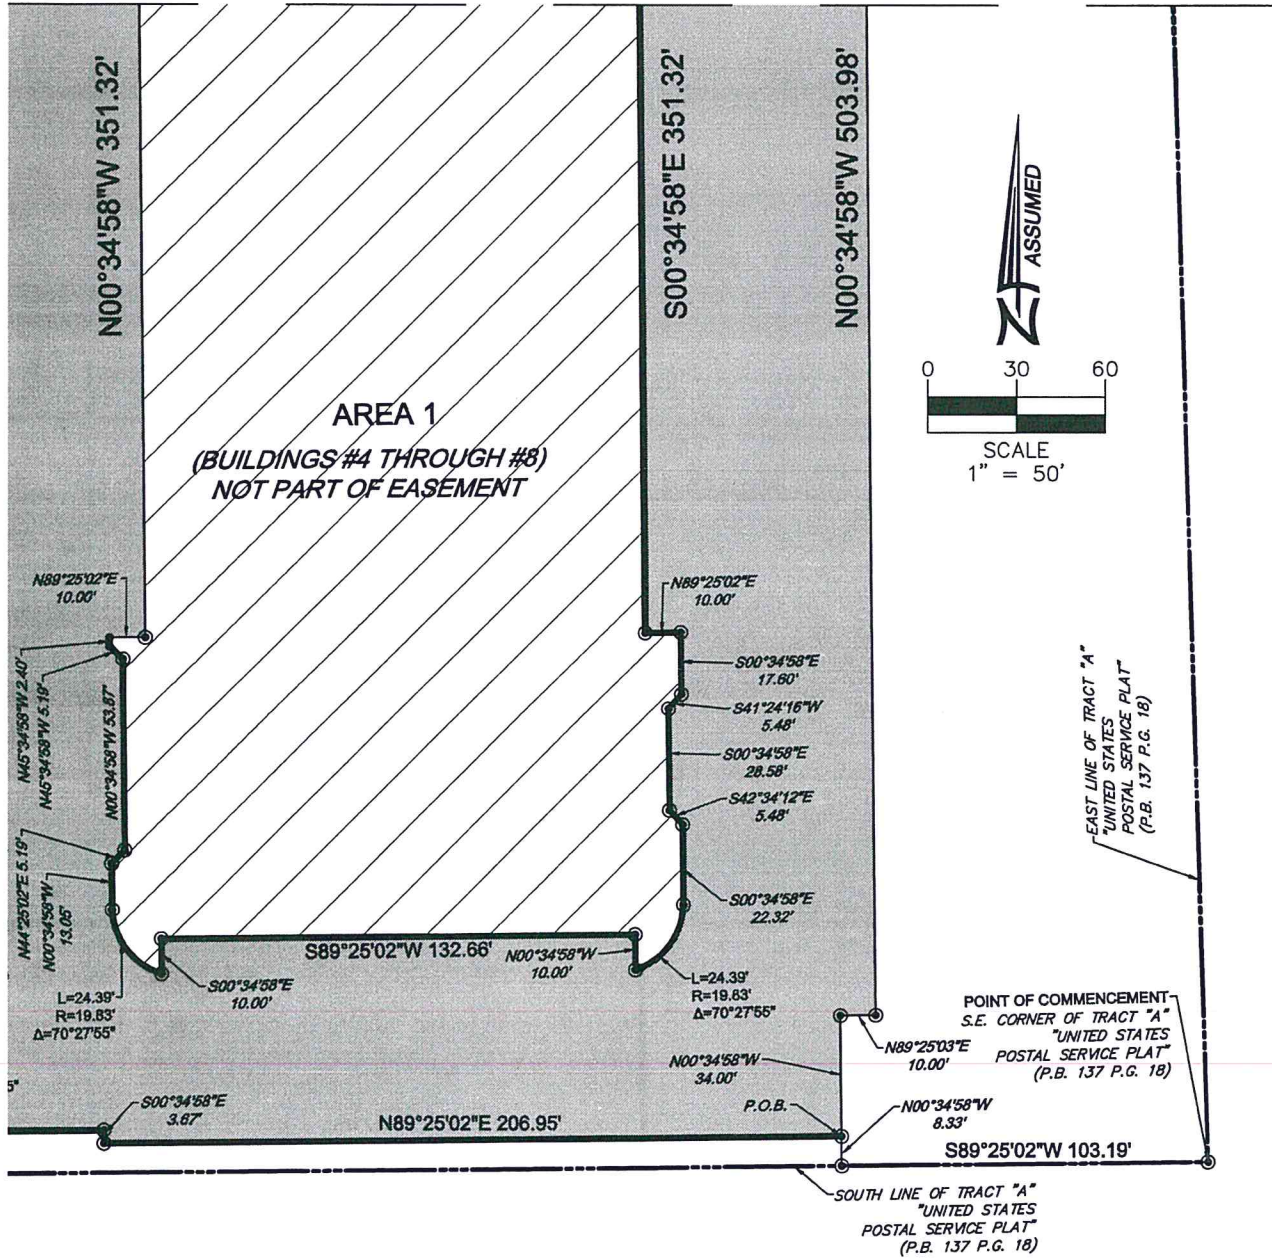 N00°34'58"W 351.32'
S00°34'58"E 351.32'
N00°34'58"W 503.98'
ASSUMED
0 30 60
SCALE
1" = 50'
AREA 1
(BUILDINGS #4 THROUGH #8)
NOT PART OF EASEMENT
N89°25'02"E
10.00'
N89°25'02"E
10.00'
N45°34'58"W 2.40'
N45°34'58"W 5.19'
N00°34'58"W 53.87'
S00°34'58"E
17.60'
S41°24'16"W
5.48'
S00°34'58"E
28.58'
S42°34'12"E
5.48'
S00°34'58"E
22.32'
EAST LINE OF TRACT "A"
"UNITED STATES
POSTAL SERVICE PLAT"
(P.B. 137 P.G. 18)
N44°25'02"E 5.19'
N00°34'58"W
13.05'
S89°25'02"W 132.66'
N00°34'58"W
10.00'
S00°34'58"E
10.00'
L=24.39'
R=19.83'
Δ=70°27'55"
L=24.39'
R=19.83'
Δ=70°27'55"
POINT OF COMMENCEMENT
S.E. CORNER OF TRACT "A"
"UNITED STATES
POSTAL SERVICE PLAT"
(P.B. 137 P.G. 18)
N89°25'03"E
10.00'
N00°34'58"W
34.00'
5"
S00°34'58"E
3.67'
N89°25'02"E 206.95'
P.O.B.
N00°34'58"W
8.33'
S89°25'02"W 103.19'
SOUTH LINE OF TRACT "A"
"UNITED STATES
POSTAL SERVICE PLAT"
(P.B. 137 P.G. 18)